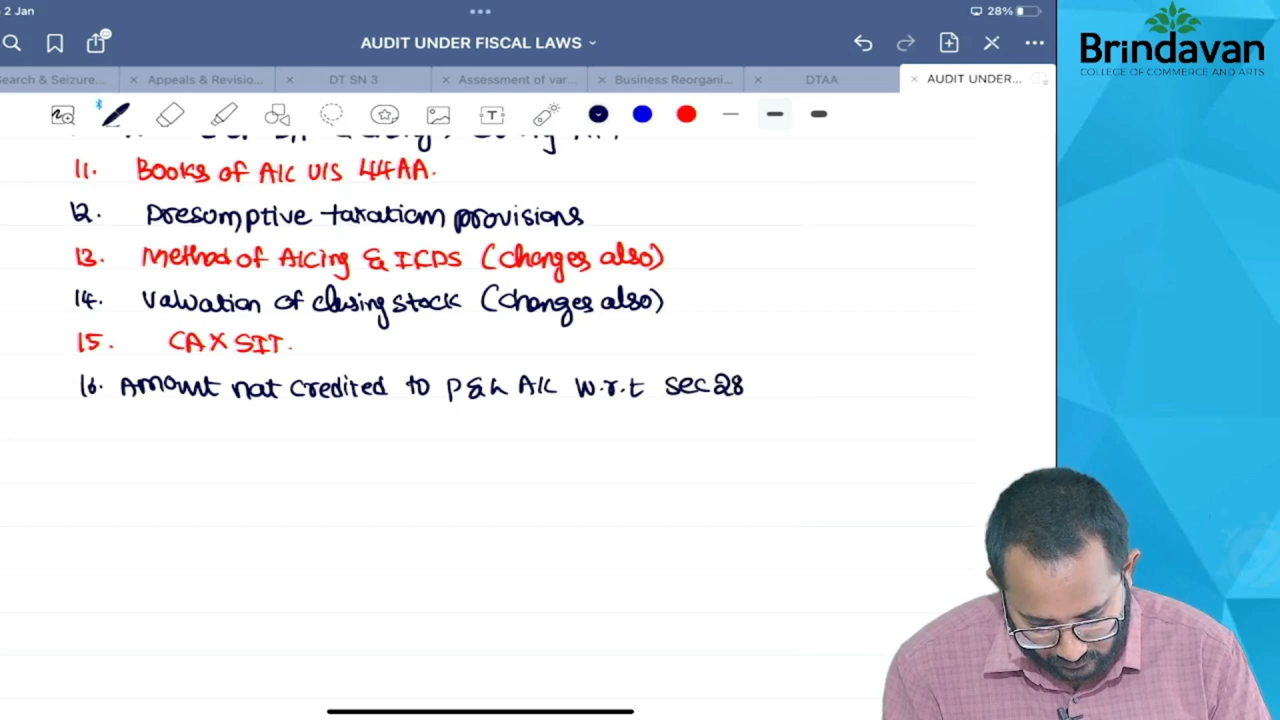 2 Jan
28%
AUDIT UNDER FISCAL LAWS
earch & Seizure...
Appeals & Revisio...
DT SN 3
Assessment of var...
Business Reorgani...
DTAA
AUDIT UNDER...
Brindavan
COLLEGE OF COMMERCE AND ARTS
11. Books of A/C U/S 44AA.
12. Presumptive taxation provisions
13. Method of A/cing & ICDS (changes also)
14. Valuation of closing stock (changes also)
15. CAXSIT.
16. Amount not credited to P&L A/C w.r.t sec 28